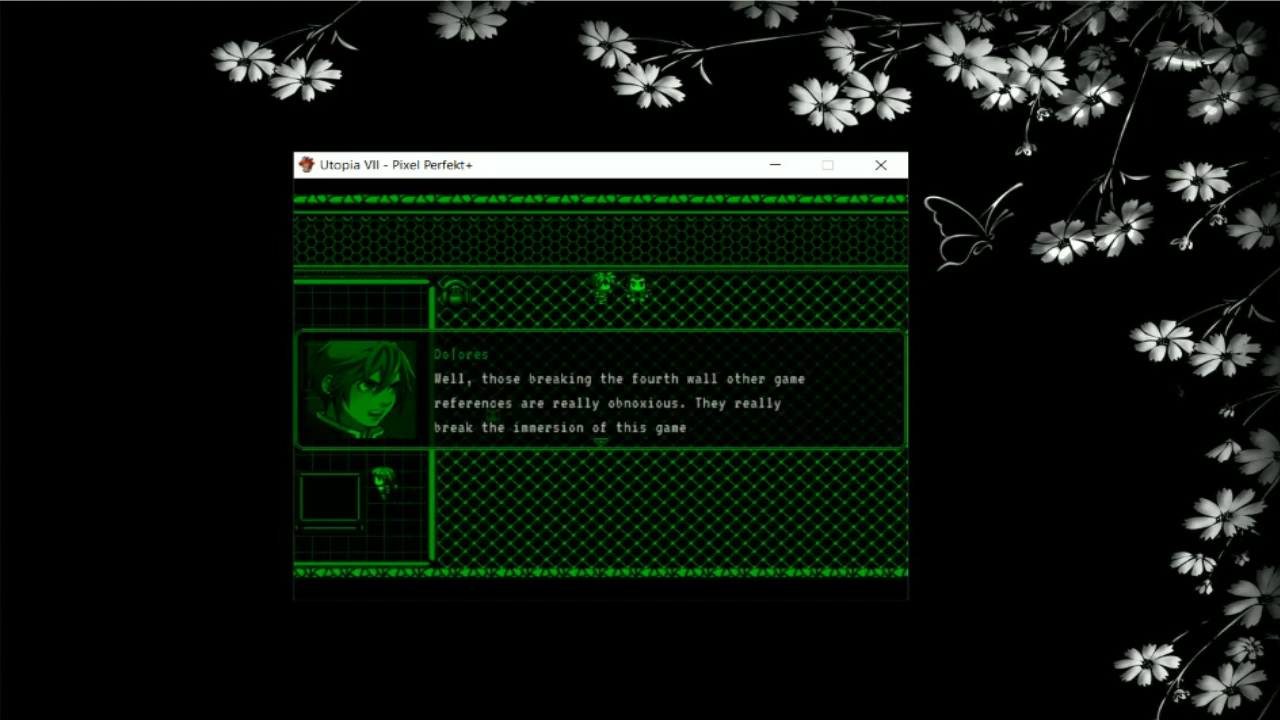 Utopia VII - Pixel Perfekt+
Dolores
Well, those breaking the fourth wall other game
references are really obnoxious. They really
break the immersion of this game